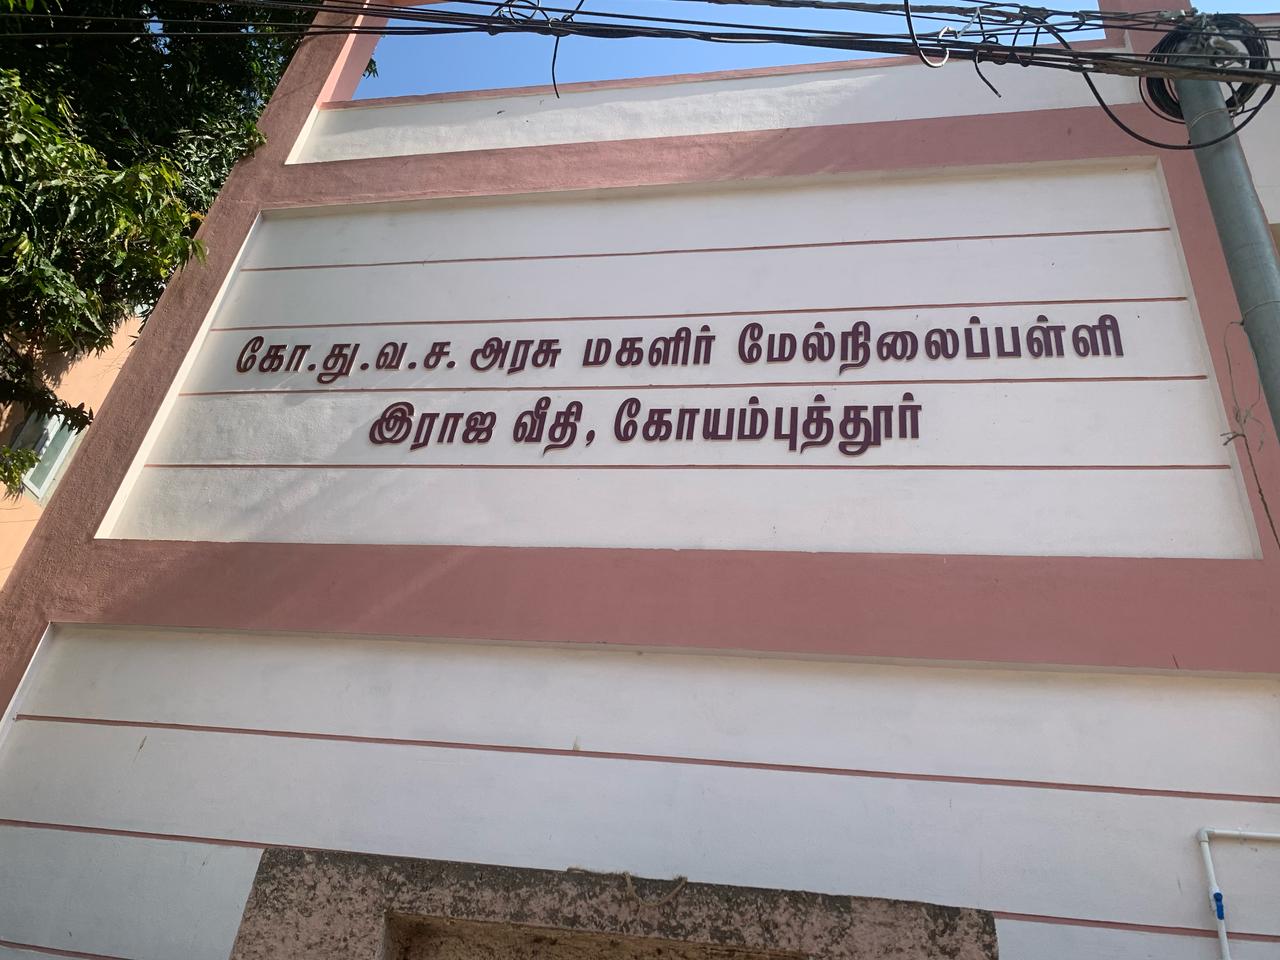 கோ.து.வ.ச. அரசு மகளிர் மேல்நிலைப்பள்ளி
இராஜ வீதி, கோயம்புத்தூர்